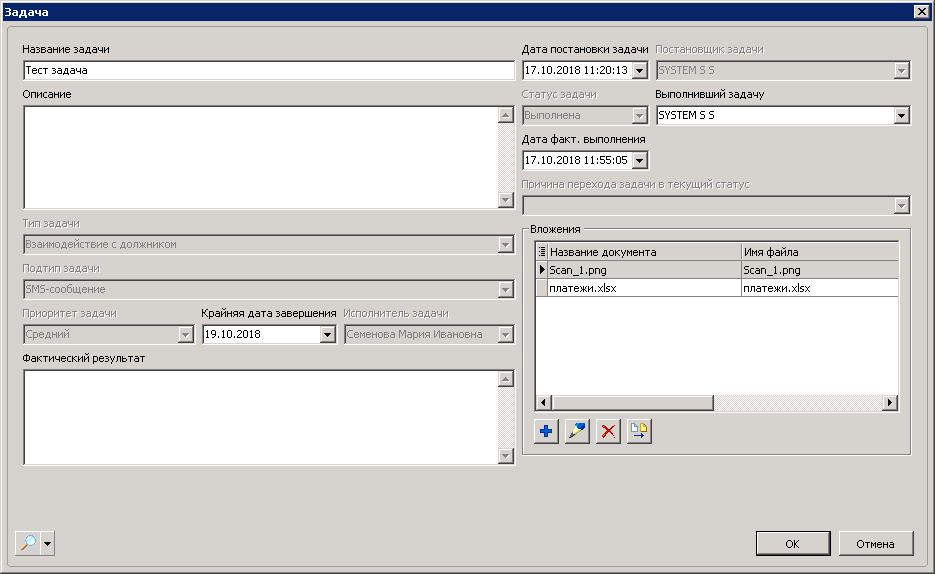 Задача
Название задачи
Тест задача
Описание
Тип задачи
Взаимодействие с должником
Подтип задачи
SMS-сообщение
Приоритет задачи
Средний
Крайняя дата завершения
19.10.2018
Исполнитель задачи
Семенова Мария Ивановна
Фактический результат
Дата постановки задачи
17.10.2018 11:20:13
Постановщик задачи
SYSTEM S S
Статус задачи
Выполнена
Выполнивший задачу
SYSTEM S S
Дата факт. выполнения
17.10.2018 11:55:05
Причина перехода задачи в текущий статус
Вложения
Название документа Имя файла
Scan_1.png Scan_1.png
платежи.xlsx платежи.xlsx
OK
Отмена